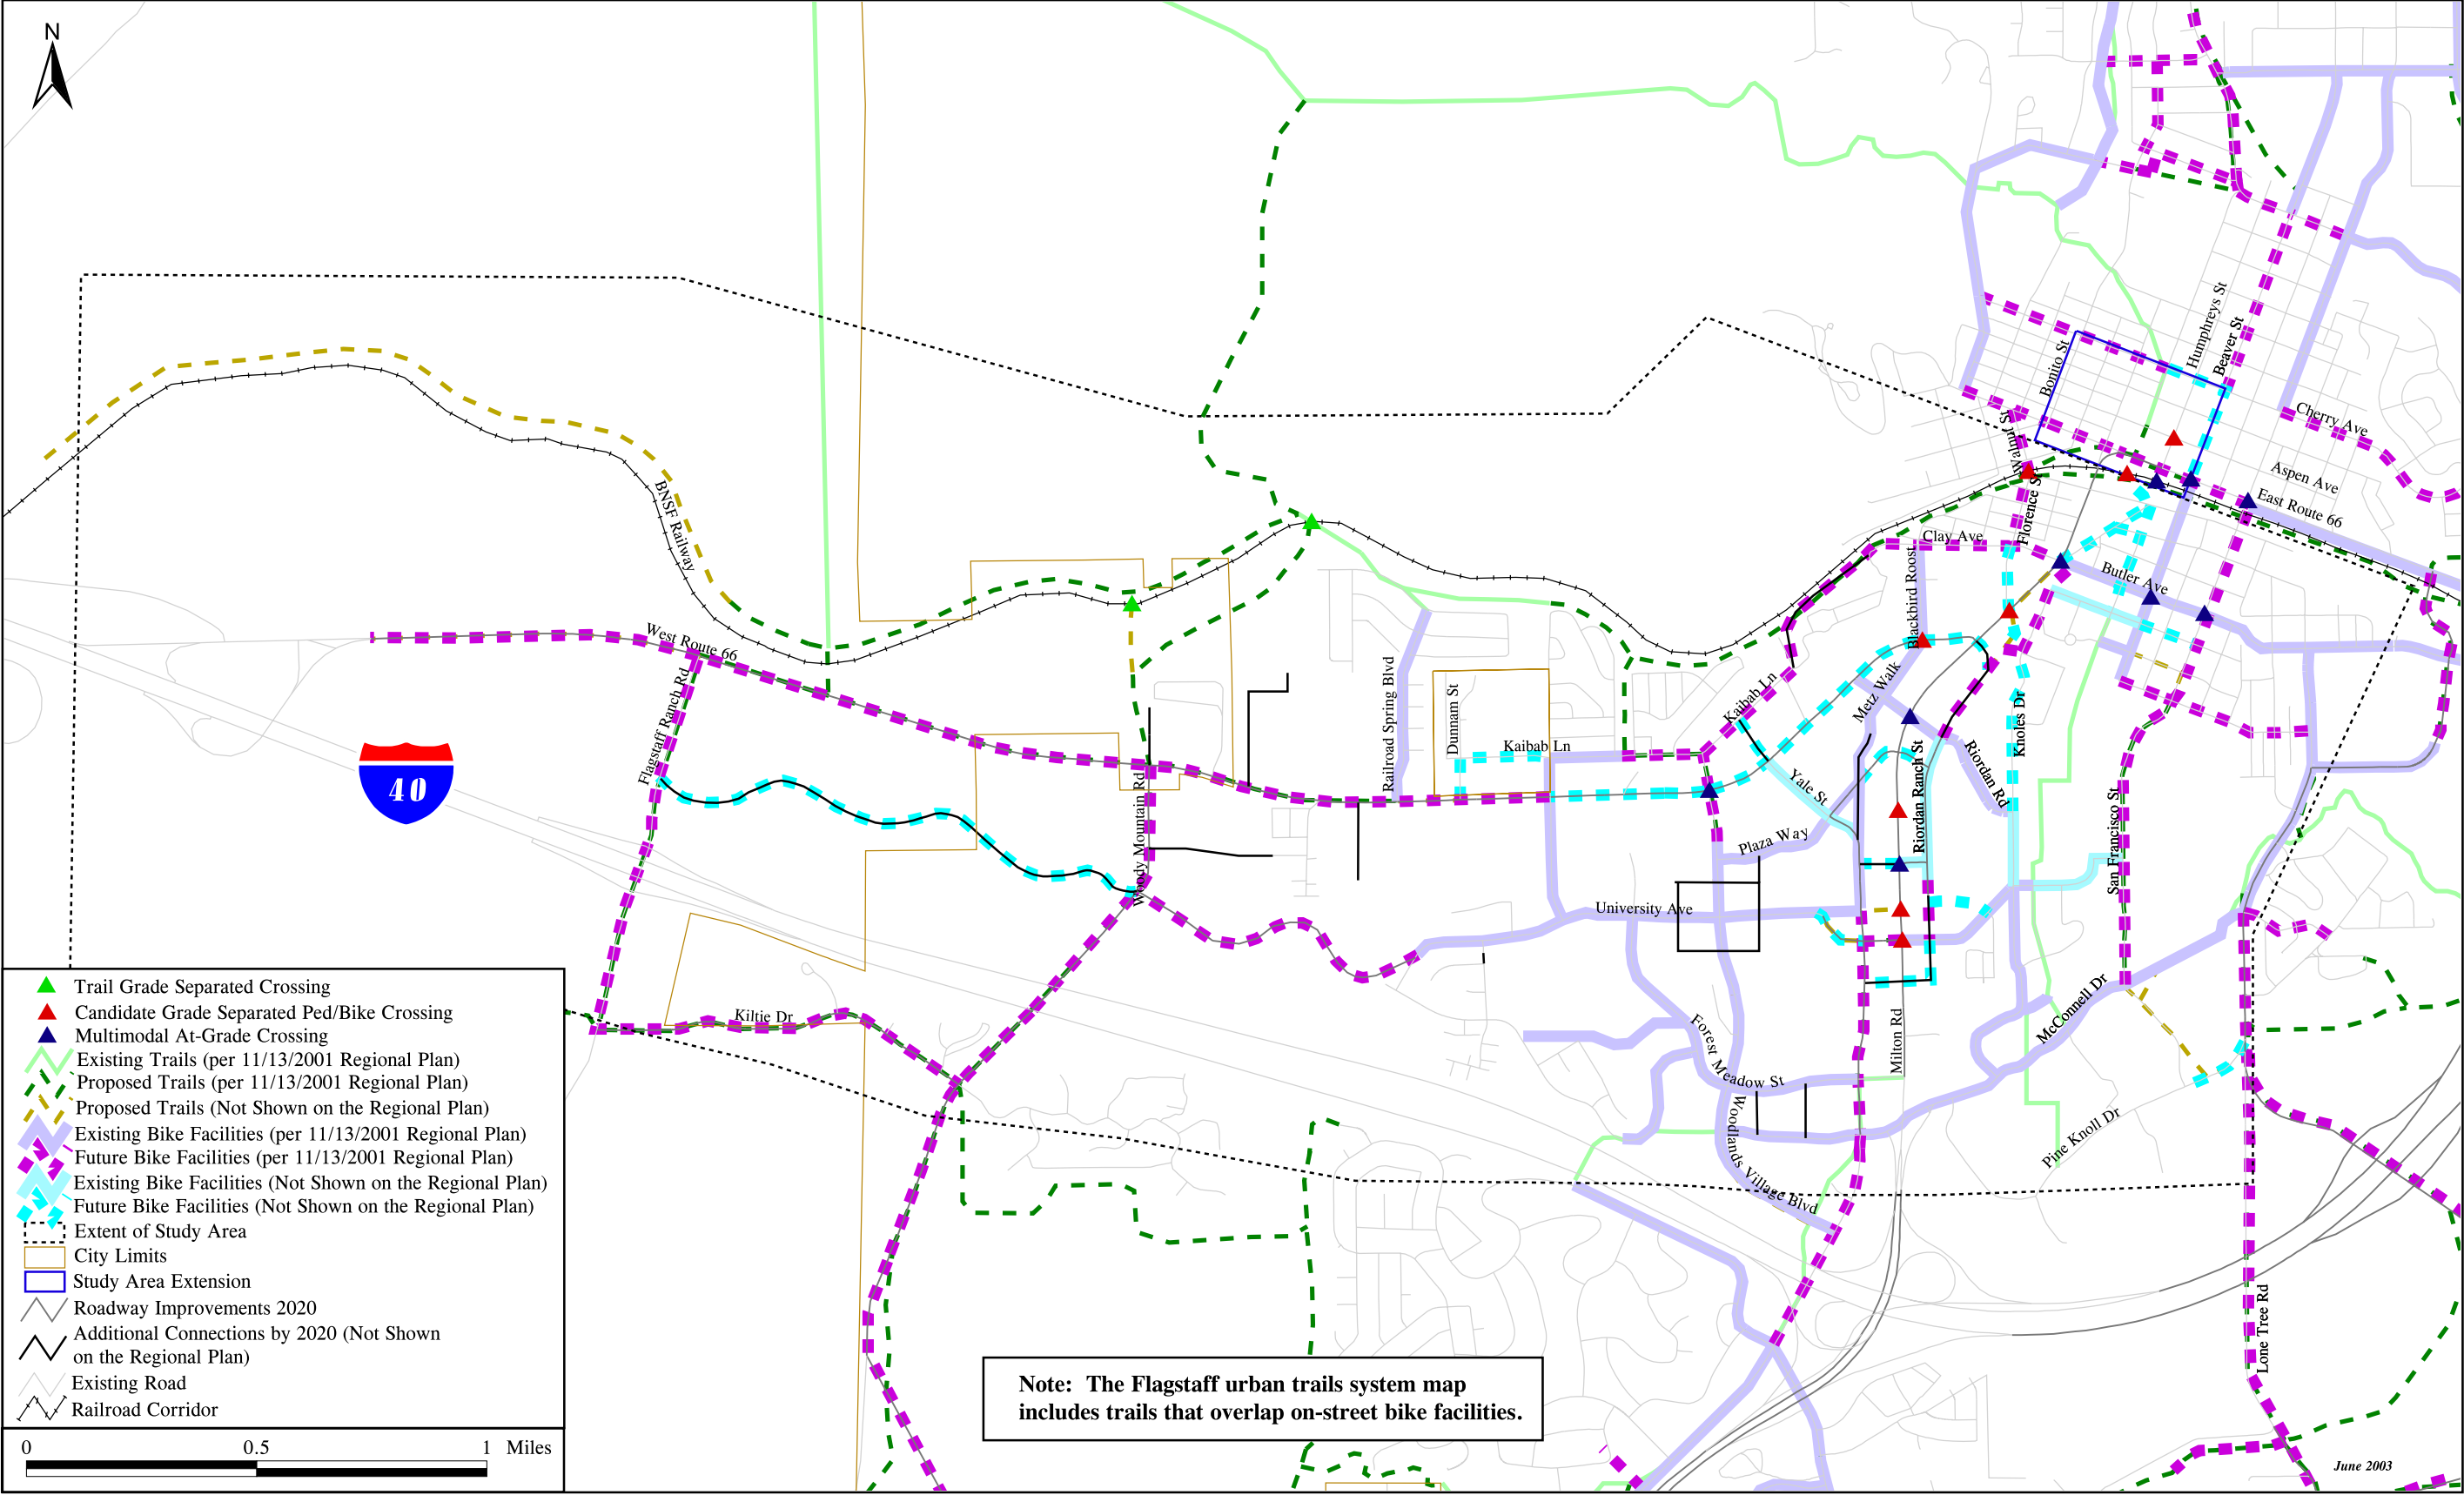 N
Humphreys St
Beaver St
Bonito St
Cherry Ave
Walnut St
Aspen Ave
East Route 66
BNSF Railway
Florence St
Clay Ave
Blackbird Roost
Butler Ave
West Route 66
Flagstaff Ranch Rd
Railroad Spring Blvd
Dunnam St
Kaibab Ln
Kaibab Ln
Metz Walk
Knoles Dr
Riordan Rd
Riordan Ranch St
Yale St
40
Woody Mountain Rd
Plaza Way
San Francisco St
University Ave
Kiltie Dr
Forest Meadow St
Milton Rd
McConnell Dr
Woodlands Village Blvd
Pine Knoll Dr
Lone Tree Rd
Trail Grade Separated Crossing
Candidate Grade Separated Ped/Bike Crossing
Multimodal At-Grade Crossing
Existing Trails (per 11/13/2001 Regional Plan)
Proposed Trails (per 11/13/2001 Regional Plan)
Proposed Trails (Not Shown on the Regional Plan)
Existing Bike Facilities (per 11/13/2001 Regional Plan)
Future Bike Facilities (per 11/13/2001 Regional Plan)
Existing Bike Facilities (Not Shown on the Regional Plan)
Future Bike Facilities (Not Shown on the Regional Plan)
Extent of Study Area
City Limits
Study Area Extension
Roadway Improvements 2020
Additional Connections by 2020 (Not Shown
on the Regional Plan)
Existing Road
Railroad Corridor
0 0.5 1 Miles
Note: The Flagstaff urban trails system map
includes trails that overlap on-street bike facilities.
June 2003